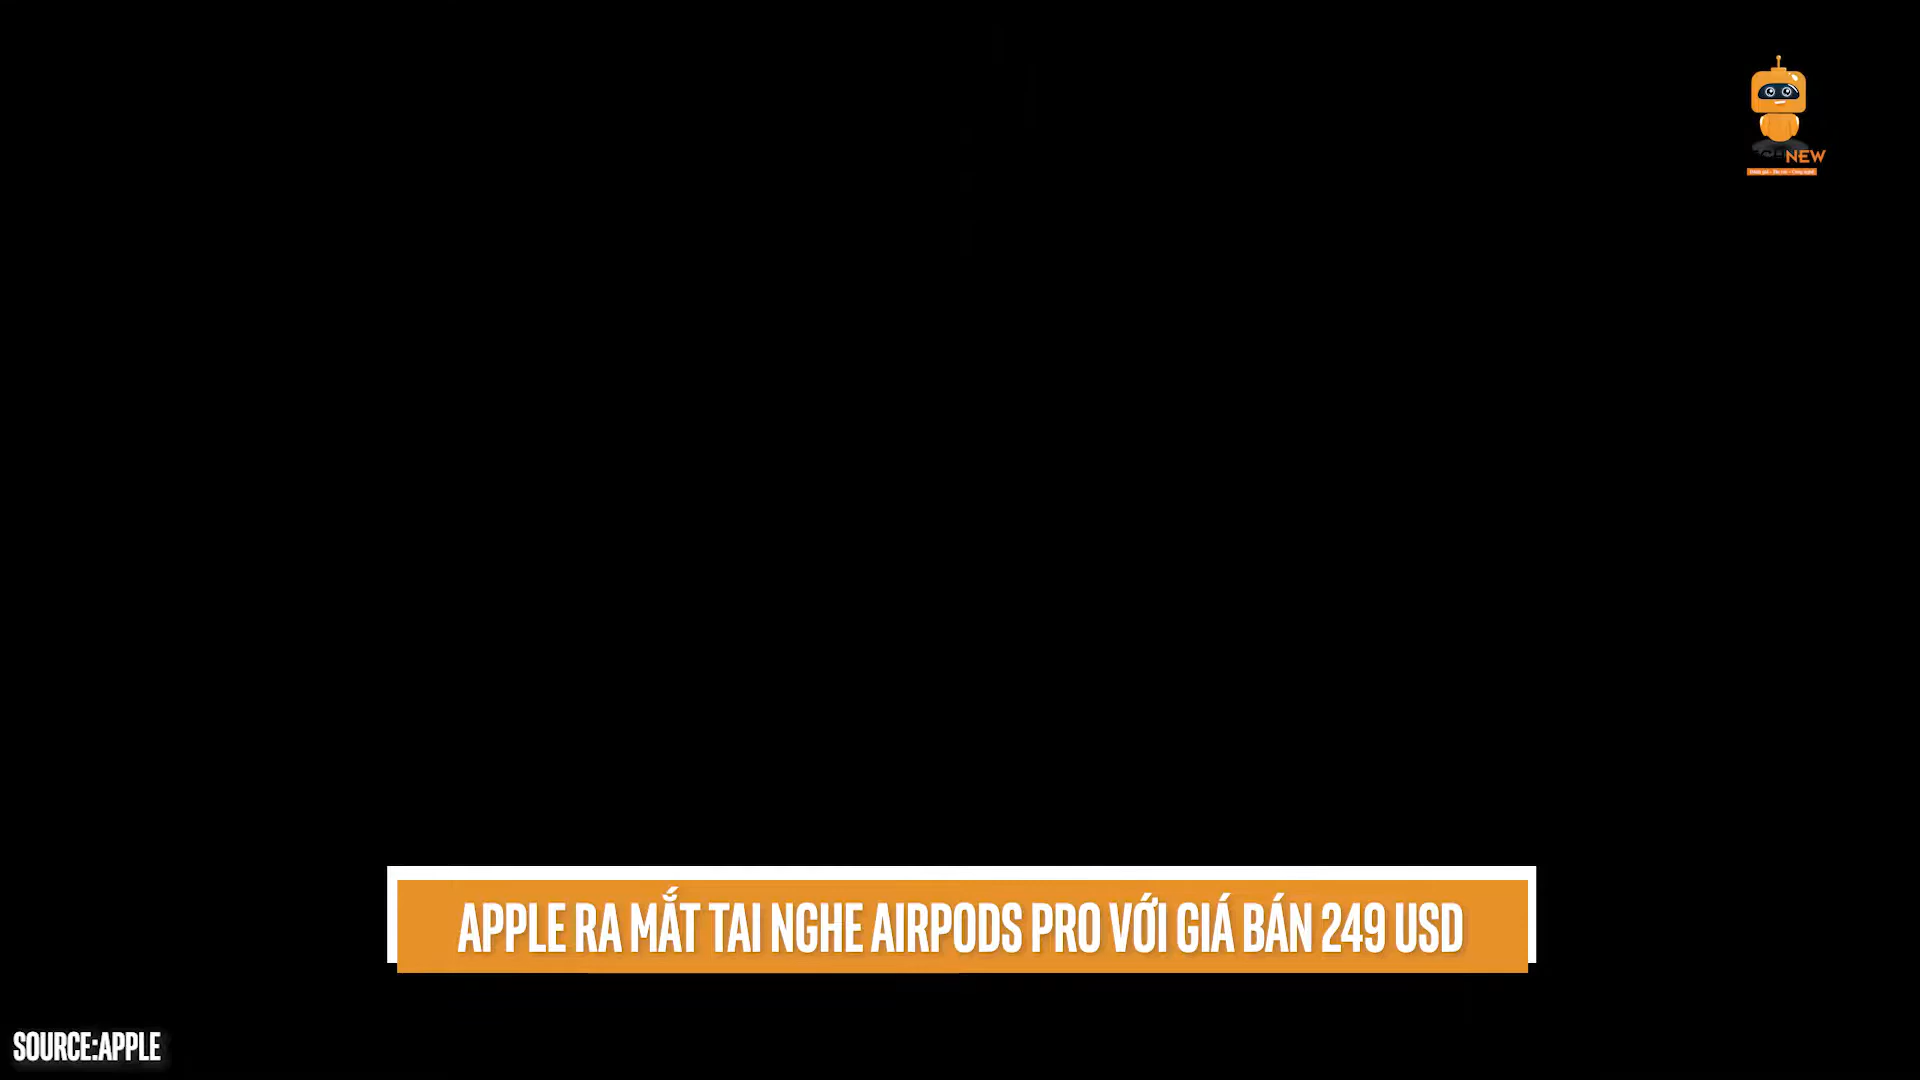 NEW
APPLE RA MẮT TAI NGHE AIRPODS PRO VỚI GIÁ BÁN 249 USD
SOURCE:APPLE